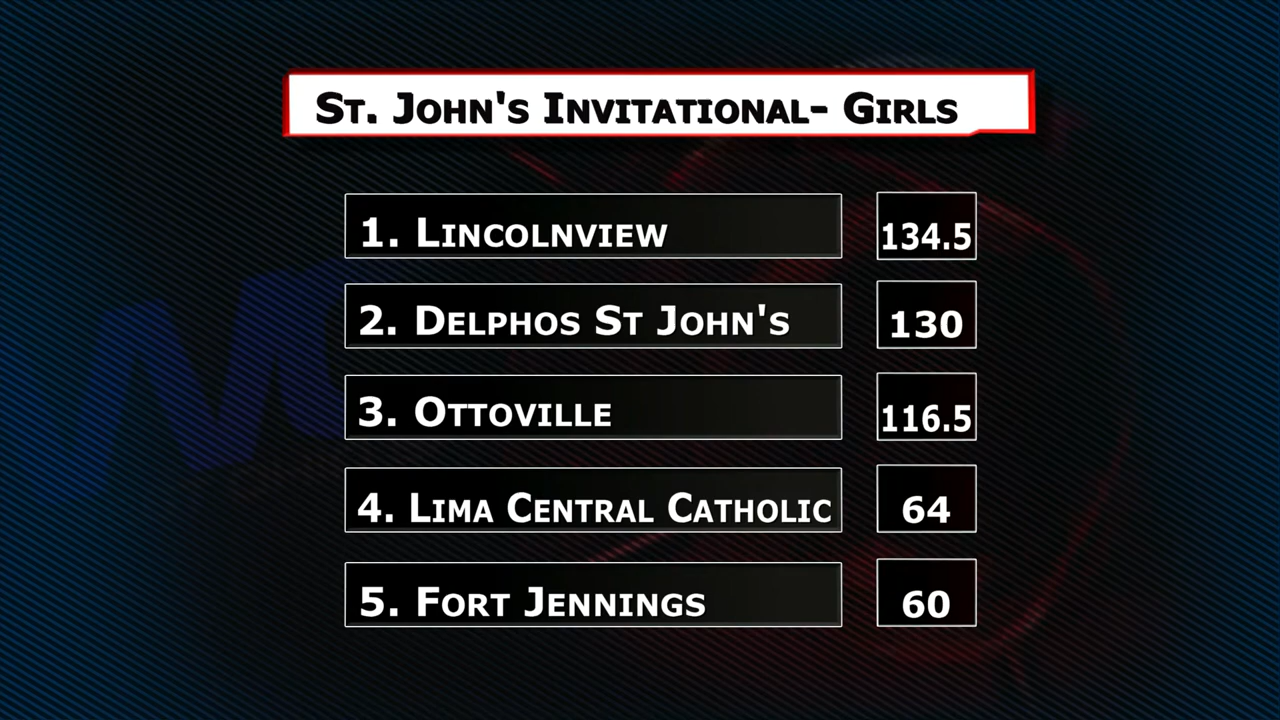 St. John's Invitational- Girls
1. Lincolnview 134.5
2. Delphos St John's 130
3. Ottoville 116.5
4. Lima Central Catholic 64
5. Fort Jennings 60